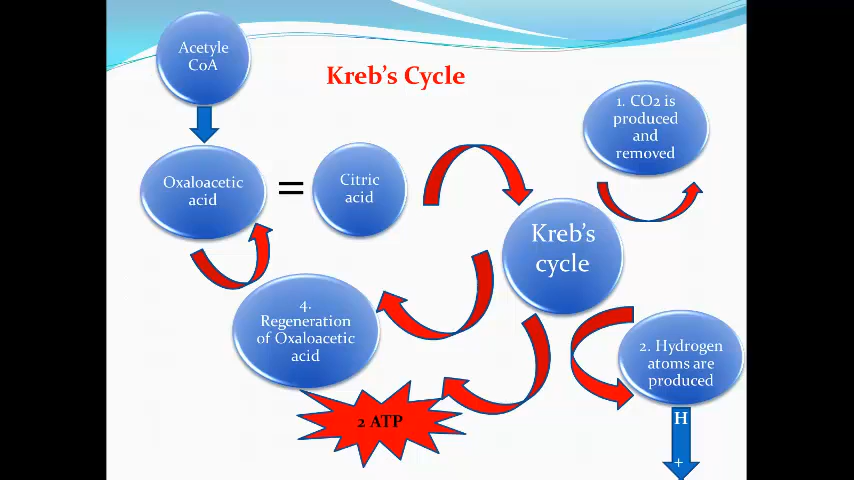 Acetyle
CoA
Kreb's Cycle
1. CO2 is
produced
and
removed
Oxaloacetic
acid
=
Citric
acid
Kreb's
cycle
4.
Regeneration
of Oxaloacetic
acid
2. Hydrogen
atoms are
produced
2 ATP
H
+